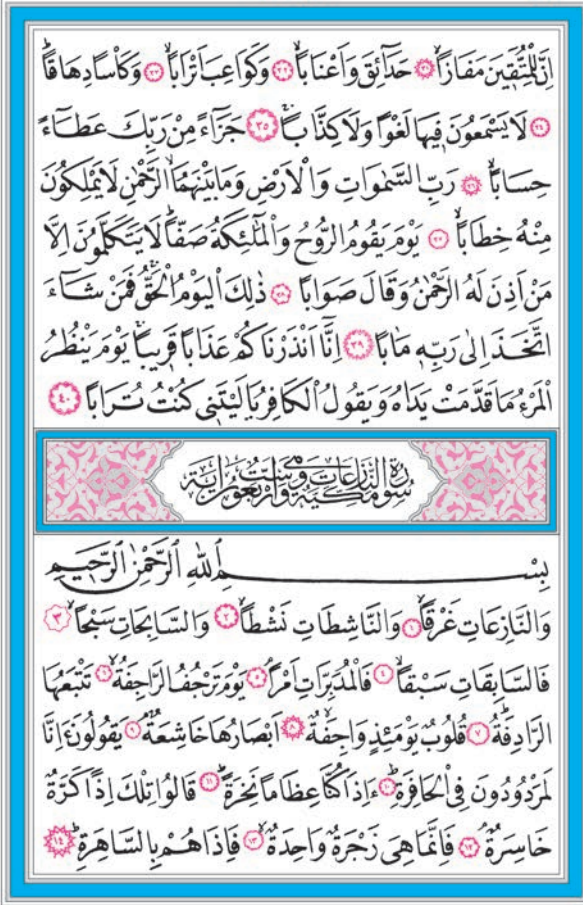 اِنَّ لِلْمُتَّقٖينَ مَفَازًاۙ ﴿٣١﴾ حَدَٓائِقَ وَاَعْنَابًاۙ ﴿٣٢﴾ وَكَوَاعِبَ اَتْرَابًاۙ ﴿٣٣﴾ وَكَأْسًا دِهَاقًاۜ
﴿٣٤﴾ لَا يَسْمَعُونَ فٖيهَا لَغْوًا وَلَا كِذَّابًاۚ ﴿٣٥﴾ جَزَٓاءً مِنْ رَبِّكَ عَطَٓاءً
حِسَابًاۙ ﴿٣٦﴾ رَبِّ السَّمٰوَاتِ وَالْاَرْضِ وَمَا بَيْنَهُمَا الرَّحْمٰنِ لَا يَمْلِكُونَ
مِنْهُ خِطَابًاۚ ﴿٣٧﴾ يَوْمَ يَقُومُ الرُّوحُ وَالْمَلٰٓئِكَةُ صَفًّاۜ لَا يَتَكَلَّمُونَ اِلَّا
مَنْ اَذِنَ لَهُ الرَّحْمٰنُ وَقَالَ صَوَابًا ﴿٣٨﴾ ذٰلِكَ الْيَوْمُ الْحَقُّۚ فَمَنْ شَٓاءَ
اتَّخَذَ اِلٰى رَبِّهٖ مَاٰبًا ﴿٣٩﴾ اِنَّٓا اَنْذَرْنَاكُمْ عَذَابًا قَرٖيبًاۚ يَوْمَ يَنْظُرُ
الْمَرْءُ مَا قَدَّمَتْ يَدَاهُ وَيَقُولُ الْكَافِرُ يَا لَيْتَنٖي كُنْتُ تُرَابًا ﴿٤٠﴾
سُورَةُ النَّازِعَاتِ مَكِّيَّةٌ وَهِيَ سِتٌّ وَاَرْبَعُونَ اٰيَةً
بِسْمِ اللّٰهِ الرَّحْمٰنِ الرَّحٖيمِ
وَالنَّازِعَاتِ غَرْقًاۙ ﴿١﴾ وَالنَّاشِطَاتِ نَشْطًاۙ ﴿٢﴾ وَالسَّابِحَاتِ سَبْحًاۙ ﴿٣﴾
فَالسَّابِقَاتِ سَبْقًاۙ ﴿٤﴾ فَالْمُدَبِّرَاتِ اَمْرًاۢ ﴿٥﴾ يَوْمَ تَرْجُفُ الرَّاجِفَةُۙ ﴿٦﴾ تَتْبَعُهَا
الرَّادِفَةُۜ ﴿٧﴾ قُلُوبٌ يَوْمَئِذٍ وَاجِفَةٌۙ ﴿٨﴾ اَبْصَارُهَا خَاشِعَةٌۢ ﴿٩﴾ يَقُولُونَ ءَاِنَّا
لَمَرْدُودُونَ فِي الْحَافِرَةِۜ ﴿١٠﴾ ءَاِذَا كُنَّا عِظَامًا نَخِرَةًۜ ﴿١١﴾ قَالُوا تِلْكَ اِذًا كَرَّةٌ
خَاسِرَةٌۢ ﴿١٢﴾ فَاِنَّمَا هِيَ زَجْرَةٌ وَاحِدَةٌۙ ﴿١٣﴾ فَاِذَا هُمْ بِالسَّاهِرَةِۜ ﴿١٤﴾